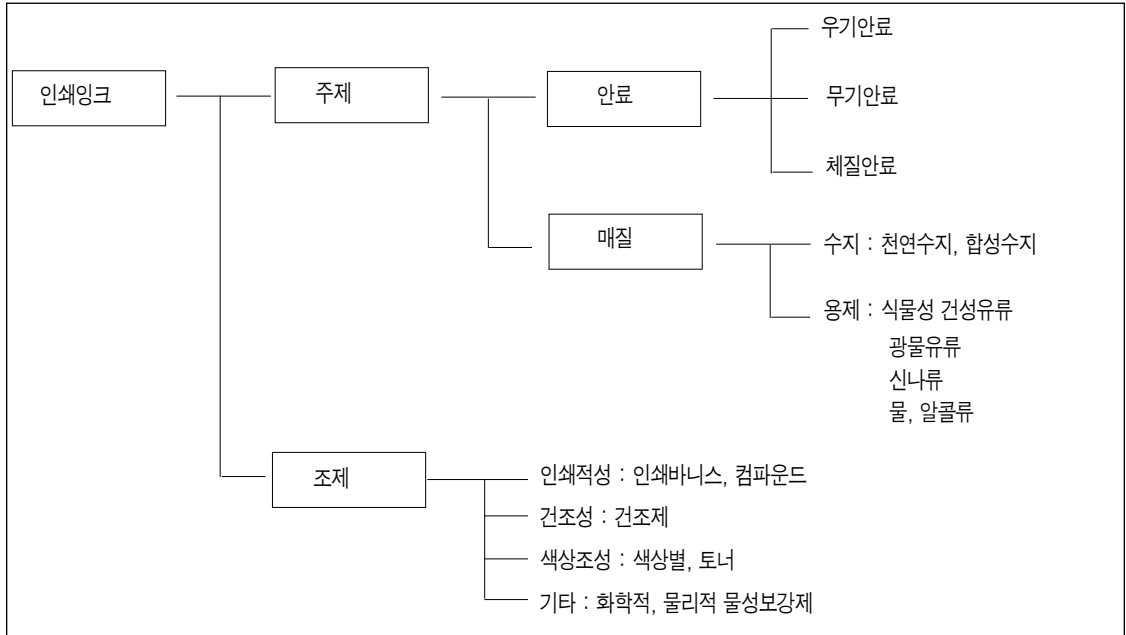 우기안료
인쇄잉크
주제
안료
무기안료
체질안료
매질
수지 : 천연수지, 합성수지
용제 : 식물성 건성유류
광물유류
신나류
물, 알콜류
조제
인쇄적성 : 인쇄바니스, 컴파운드
건조성 : 건조제
색상조성 : 색상별, 토너
기타 : 화학적, 물리적 물성보강제